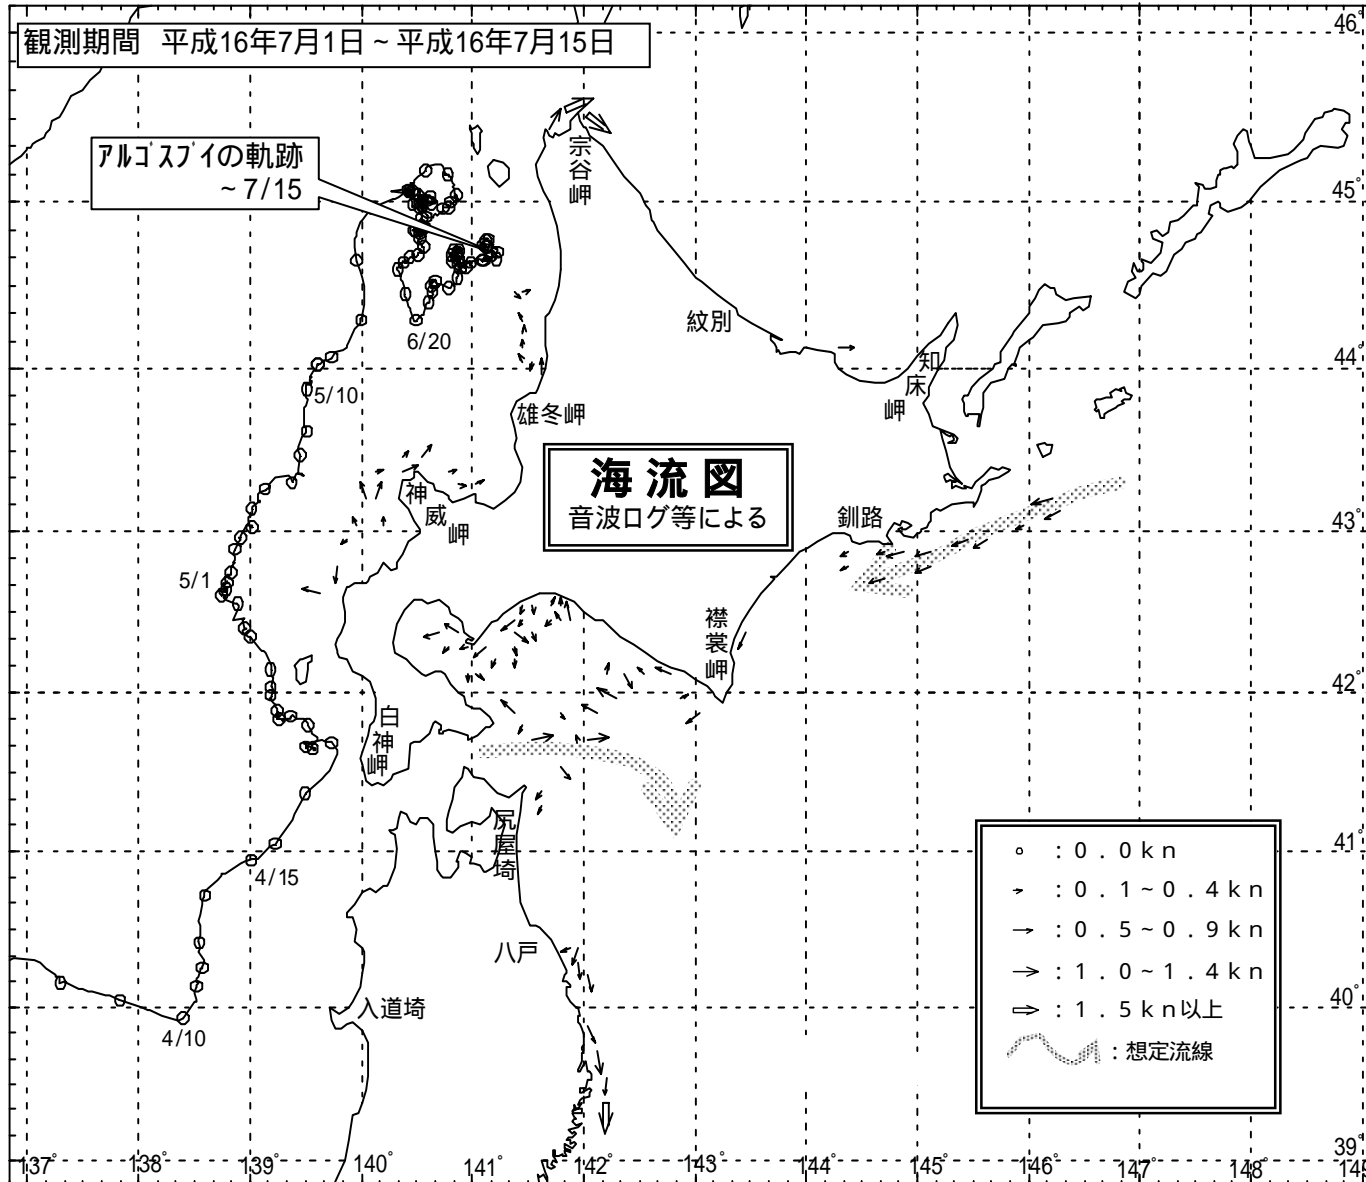 観測期間 平成16年7月1日～平成16年7月15日
アルゴスブイの軌跡
～7/15
宗谷岬
紋別
知床岬
6/20
5/10
雄冬岬
海流図
音波ログ等による
神威岬
釧路
5/1
襟裳岬
白神岬
尻屋埼
4/15
八戸
入道埼
4/10
：０．０kn
：０．１～０．４kn
：０．５～０．９kn
：１．０～１．４kn
：１．５kn以上
：想定流線
46°
45°
44°
43°
42°
41°
40°
39°
137° 138° 139° 140° 141° 142° 143° 144° 145° 146° 147° 148° 149